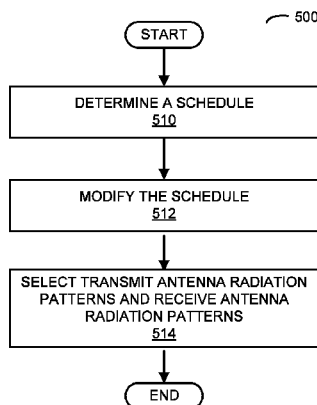 500
START
DETERMINE A SCHEDULE
510
MODIFY THE SCHEDULE
512
SELECT TRANSMIT ANTENNA RADIATION
PATTERNS AND RECEIVE ANTENNA
RADIATION PATTERNS
514
END